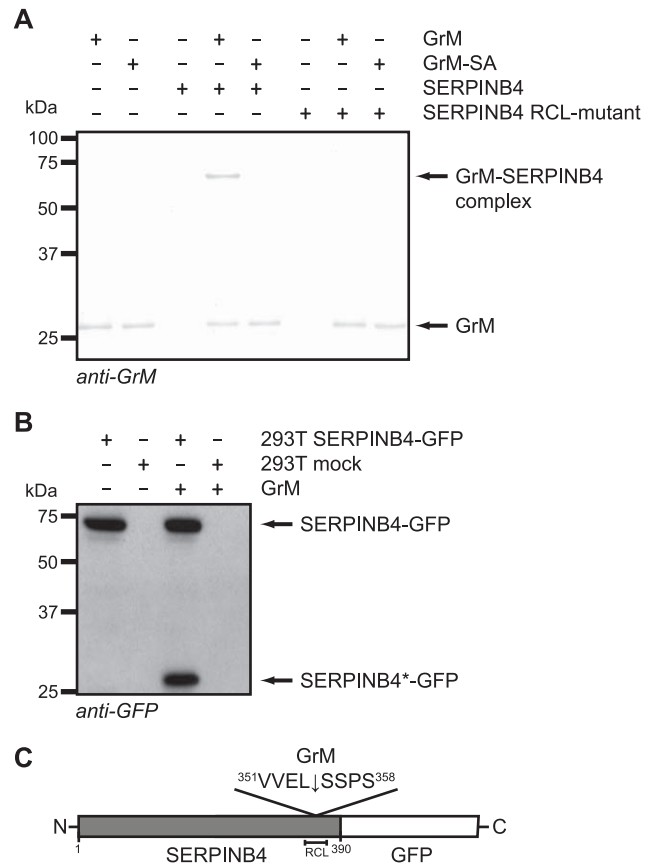 A
+ – – + – – + – GrM
– + – – + – – + GrM-SA
– – + + + – – – SERPINB4
– – – – – + + + SERPINB4 RCL-mutant
kDa
100
75
50
37
25
GrM-SERPINB4
complex
GrM
anti-GrM
B
+ – + – 293T SERPINB4-GFP
– + – + 293T mock
– – + + GrM
kDa
75
50
37
25
SERPINB4-GFP
SERPINB4*-GFP
anti-GFP
C
GrM
351VVEL↓SSPS358
N C
1 RCL 390
SERPINB4 GFP